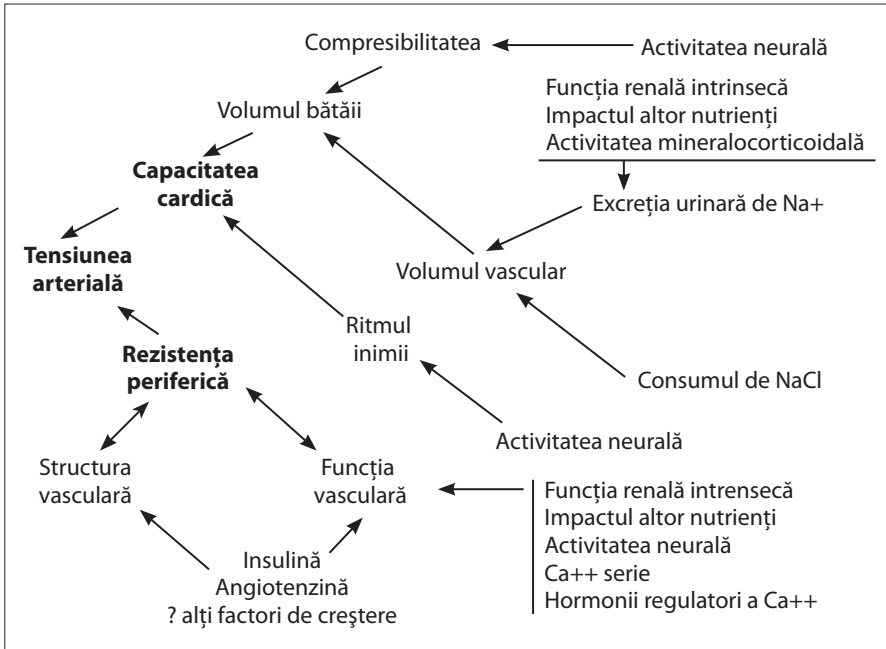 Compresibilitatea
Activitatea neurală
Funcția renală intrinsecă
Impactul altor nutrienți
Activitatea mineralocorticoidală
Volumul bătăii
Capacitatea
cardică
Excreția urinară de Na+
Tensiunea
arterială
Volumul vascular
Ritmul
inimii
Rezistența
periferică
Consumul de NaCl
Activitatea neurală
Structura
vasculară
Funcția
vasculară
Funcția renală intrensecă
Impactul altor nutrienți
Activitatea neurală
Ca++ serie
Hormonii regulatori a Ca++
Insulină
Angiotenzină
? alți factori de creştere